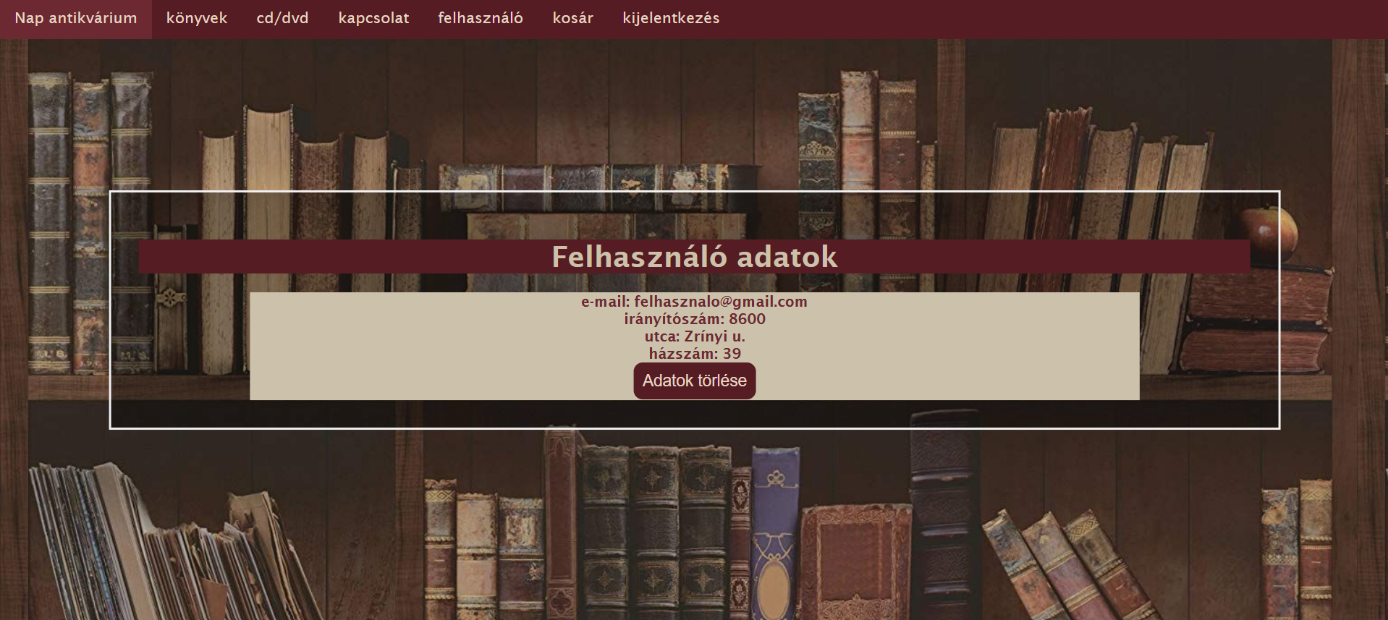 Nap antikvárium könyvek cd/dvd kapcsolat felhasználó kosár kijelentkezés
Felhasználó adatok
e-mail: felhasznalo@gmail.com
irányítószám: 8600
utca: Zrínyi u.
házszám: 39
Adatok törlése